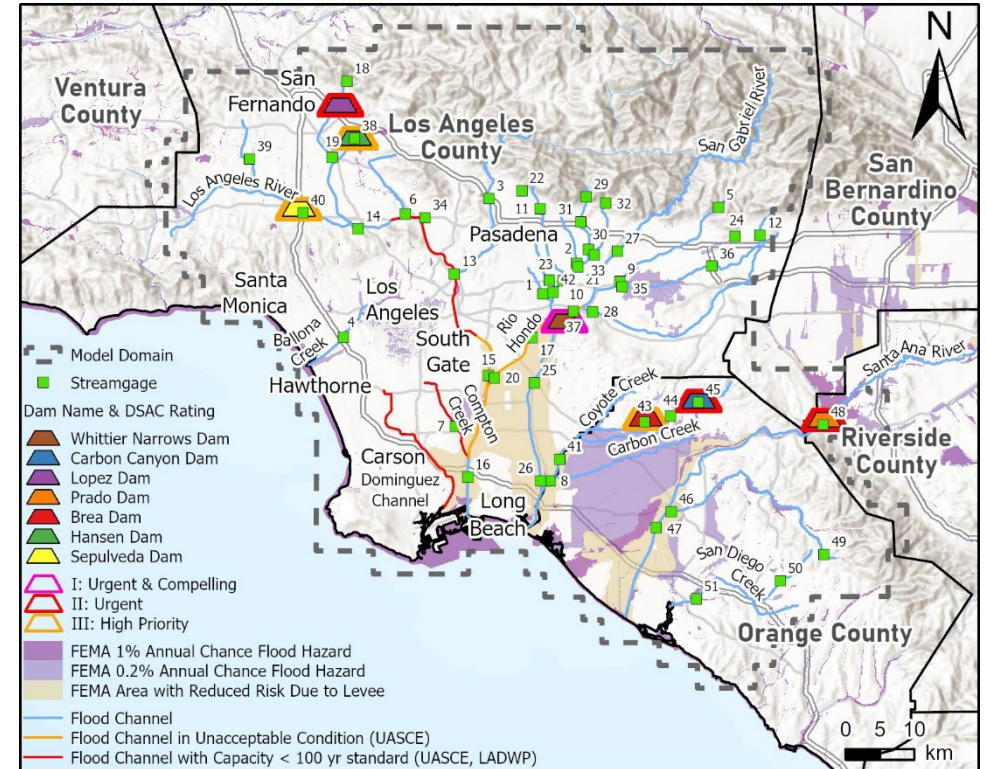 N
18
San
Fernando
Ventura
County
38
Los Angeles
County
19
39
San Gabriel River
San
Bernardino
County
Los Angeles River
40
14
6
34
3
22
11
29
31
32
5
24
12
Pasadena
30
2
27
36
13
23
33
21
9
35
1
42
10
28
Santa
Monica
Los
Angeles
Rio
Hondo
37
17
Ballona
Creek
4
South
Gate
Santa Ana River
Hawthorne
15
20
25
Coyote Creek
Compton
Creek
7
43
44
45
48
Carbon Creek
Riverside
County
Carson
Dominguez
Channel
16
41
26
8
Long
Beach
46
47
49
San Diego
Creek
50
51
Orange County
Model Domain
Streamgage
Dam Name & DSAC Rating
Whittier Narrows Dam
Carbon Canyon Dam
Lopez Dam
Prado Dam
Brea Dam
Hansen Dam
Sepulveda Dam
I: Urgent & Compelling
II: Urgent
III: High Priority
FEMA 1% Annual Chance Flood Hazard
FEMA 0.2% Annual Chance Flood Hazard
FEMA Area with Reduced Risk Due to Levee
Flood Channel
Flood Channel in Unacceptable Condition (UASCE)
Flood Channel with Capacity < 100 yr standard (UASCE, LADWP)
0 5 10
km